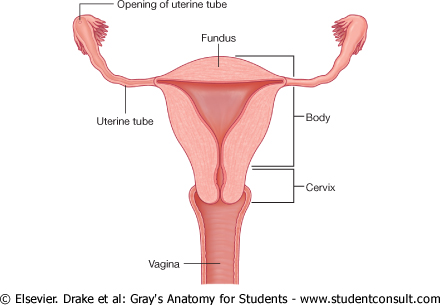 Opening of uterine tube
Fundus
Uterine tube
Body
Cervix
Vagina
© Elsevier. Drake et al: Gray's Anatomy for Students - www.studentconsult.com